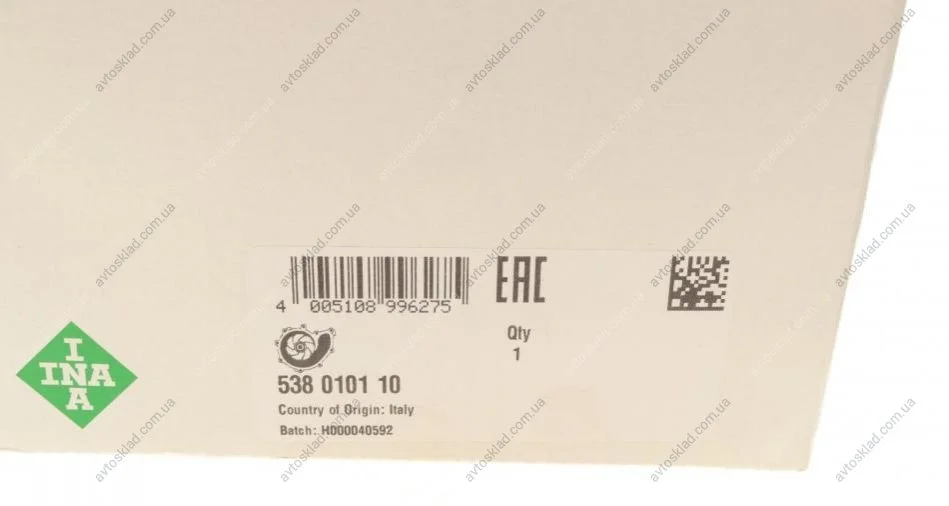 4 005108 996275
EAC
Qty
1
538 0101 10
Country of Origin: Italy
Batch: H000040592
INA
INA
avtosklad.com.ua